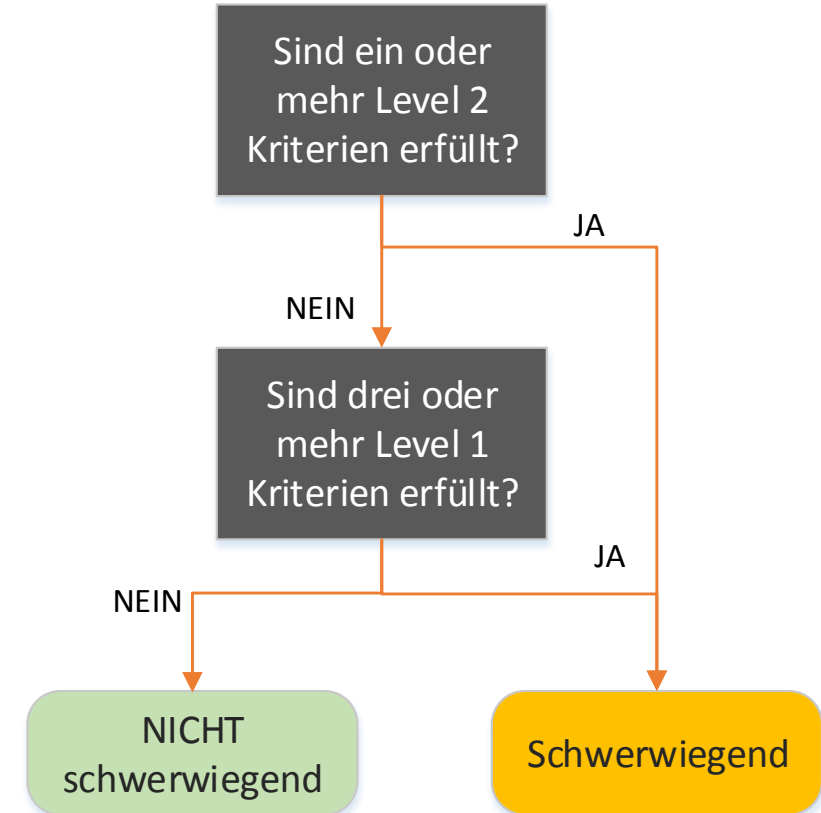 Sind ein oder
mehr Level 2
Kriterien erfüllt?
JA
NEIN
Sind drei oder
mehr Level 1
Kriterien erfüllt?
JA
NEIN
NICHT
schwerwiegend
Schwerwiegend